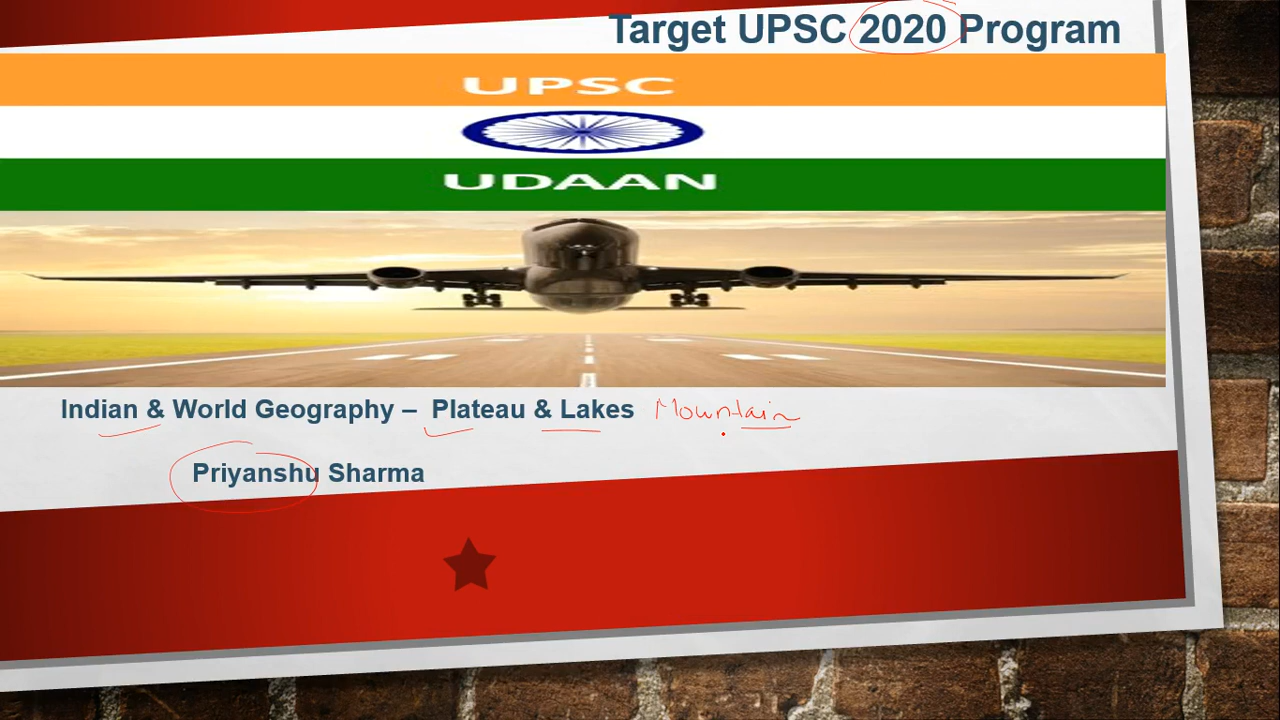 Target UPSC 2020 Program
UPSC
UDAAN
Indian & World Geography – Plateau & Lakes Mountain
Priyanshu Sharma